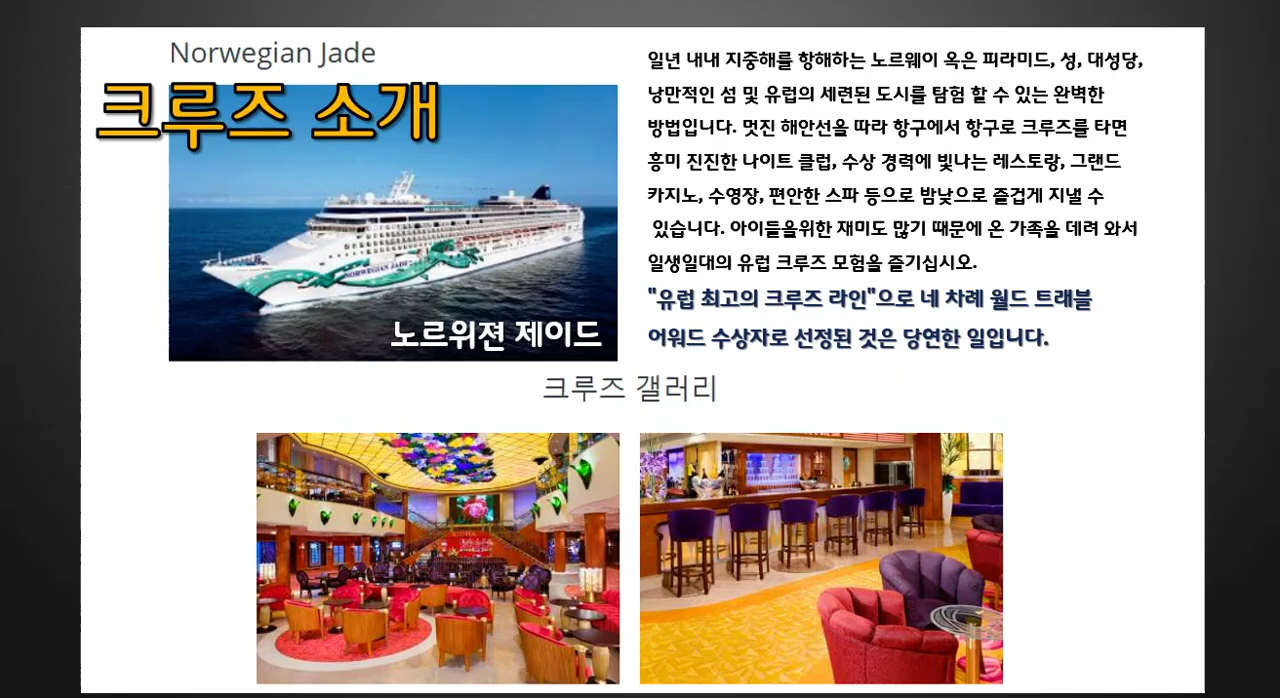 Norwegian Jade
크루즈 소개
NORWEGIAN JADE
노르위젼 제이드
일년 내내 지중해를 항해하는 노르웨이 옥은 피라미드, 성, 대성당,
낭만적인 섬 및 유럽의 세련된 도시를 탐험 할 수 있는 완벽한
방법입니다. 멋진 해안선을 따라 항구에서 항구로 크루즈를 타면
흥미 진진한 나이트 클럽, 수상 경력에 빛나는 레스토랑, 그랜드
카지노, 수영장, 편안한 스파 등으로 밤낮으로 즐겁게 지낼 수
있습니다. 아이들을위한 재미도 많기 때문에 온 가족을 데려 와서
일생일대의 유럽 크루즈 모험을 즐기십시오.
"유럽 최고의 크루즈 라인"으로 네 차례 월드 트래블
어워드 수상자로 선정된 것은 당연한 일입니다.
크루즈 갤러리